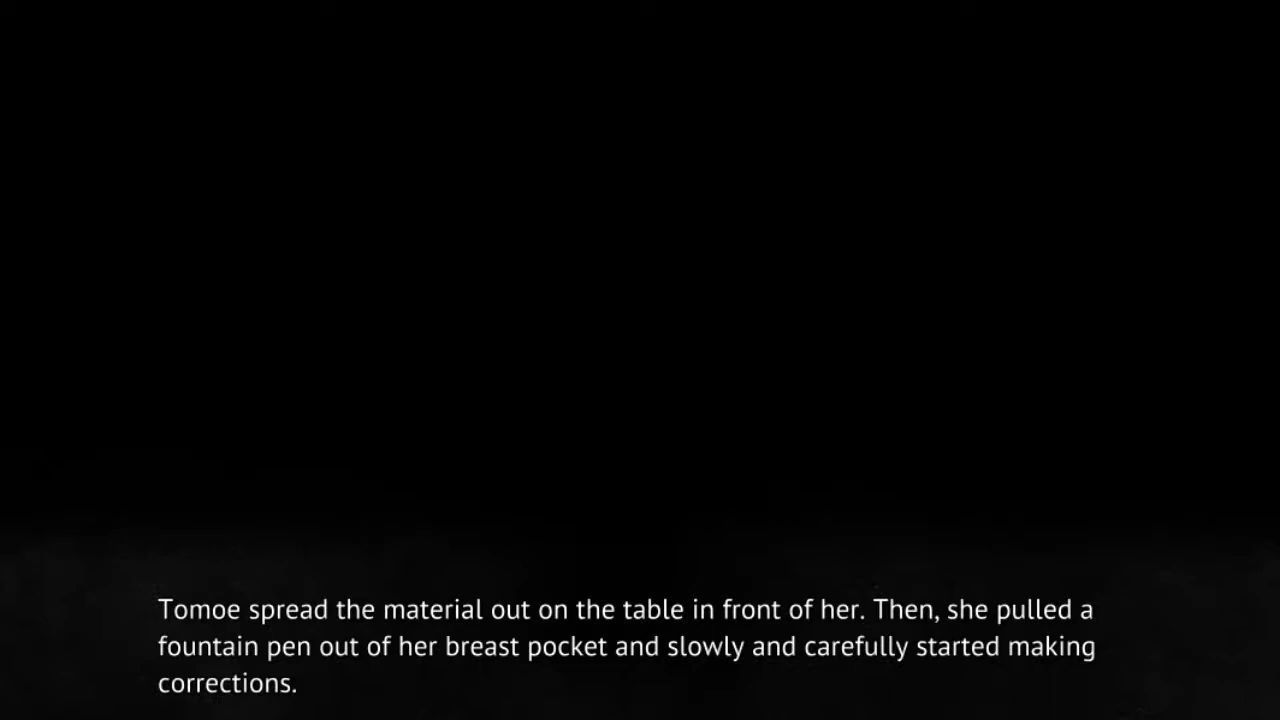 Tomoe spread the material out on the table in front of her. Then, she pulled a
fountain pen out of her breast pocket and slowly and carefully started making
corrections.